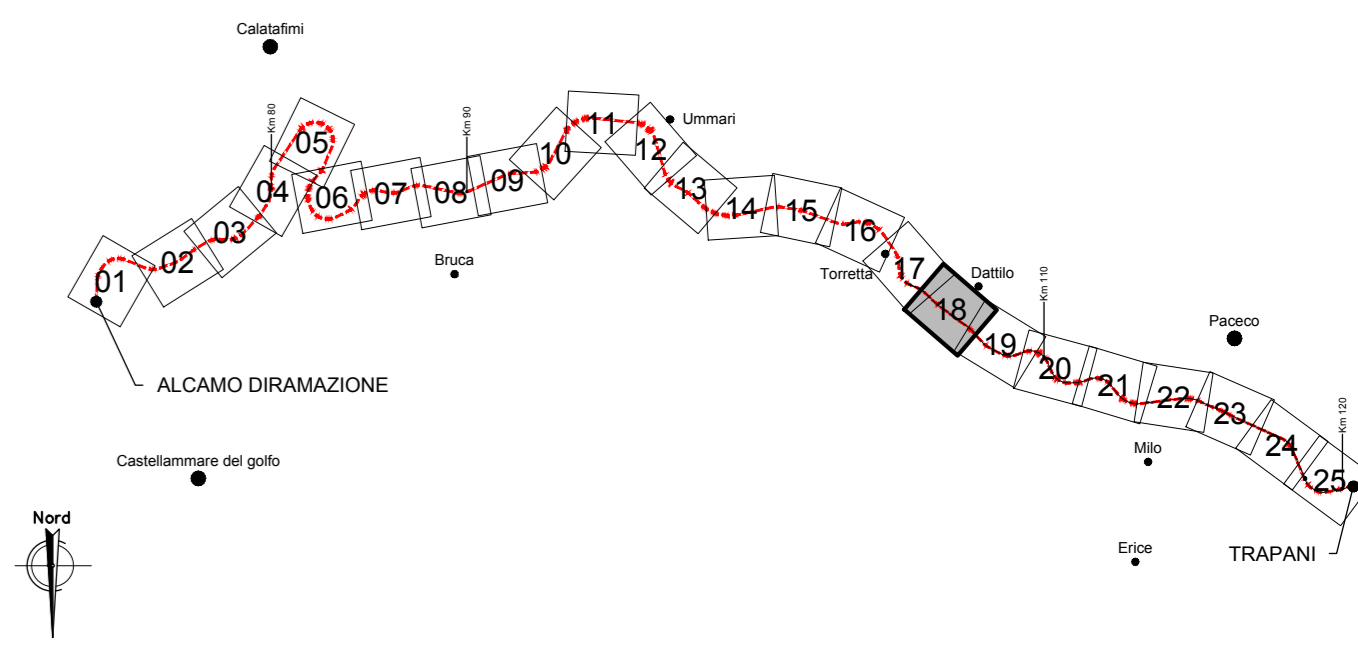 Calatafimi
Km 80
Km 90
Ummari
01
02
03
04
05
06
07
08
09
10
11
12
13
14
15
16
17
18
19
20
21
22
23
24
25
Bruca
Torretta
Dattilo
Km 110
Paceco
Km 120
ALCAMO DIRAMAZIONE
Castellammare del golfo
Milo
Nord
Erice
TRAPANI